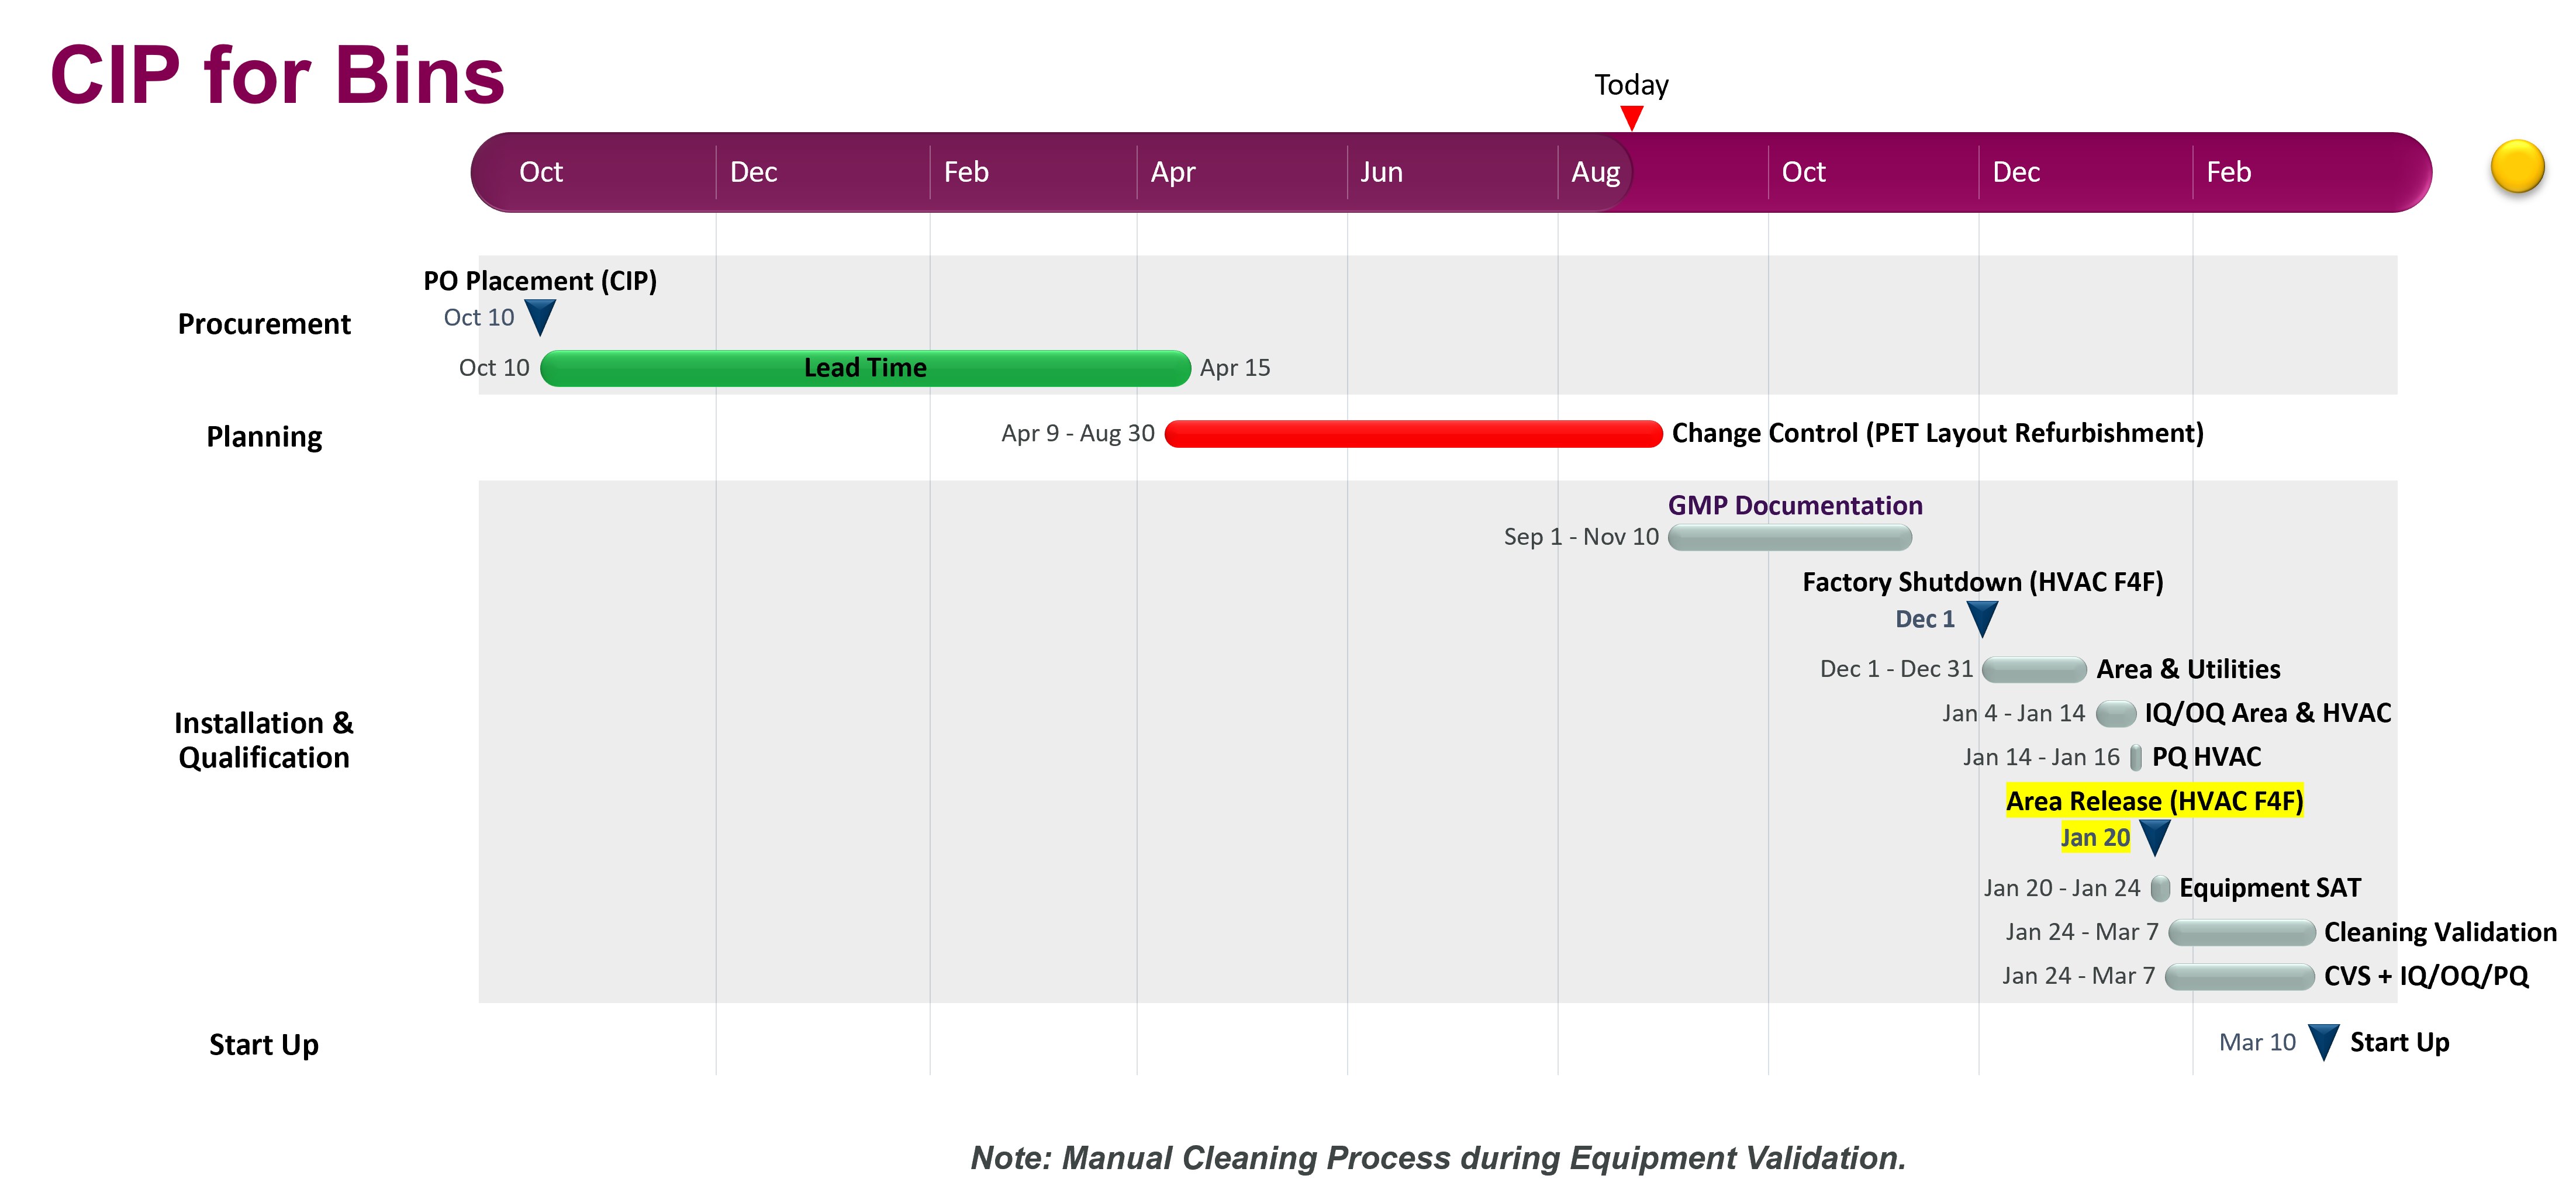 CIP for Bins
Today
Oct Dec Feb Apr Jun Aug Oct Dec Feb
PO Placement (CIP)
Procurement
Oct 10
Oct 10 Lead Time Apr 15
Planning
Apr 9 - Aug 30 Change Control (PET Layout Refurbishment)
GMP Documentation
Sep 1 - Nov 10
Factory Shutdown (HVAC F4F)
Dec 1
Dec 1 - Dec 31 Area & Utilities
Installation &
Qualification
Jan 4 - Jan 14 IQ/OQ Area & HVAC
Jan 14 - Jan 16 PQ HVAC
Area Release (HVAC F4F)
Jan 20
Jan 20 - Jan 24 Equipment SAT
Jan 24 - Mar 7 Cleaning Validation
Jan 24 - Mar 7 CVS + IQ/OQ/PQ
Start Up
Mar 10 Start Up
Note: Manual Cleaning Process during Equipment Validation.